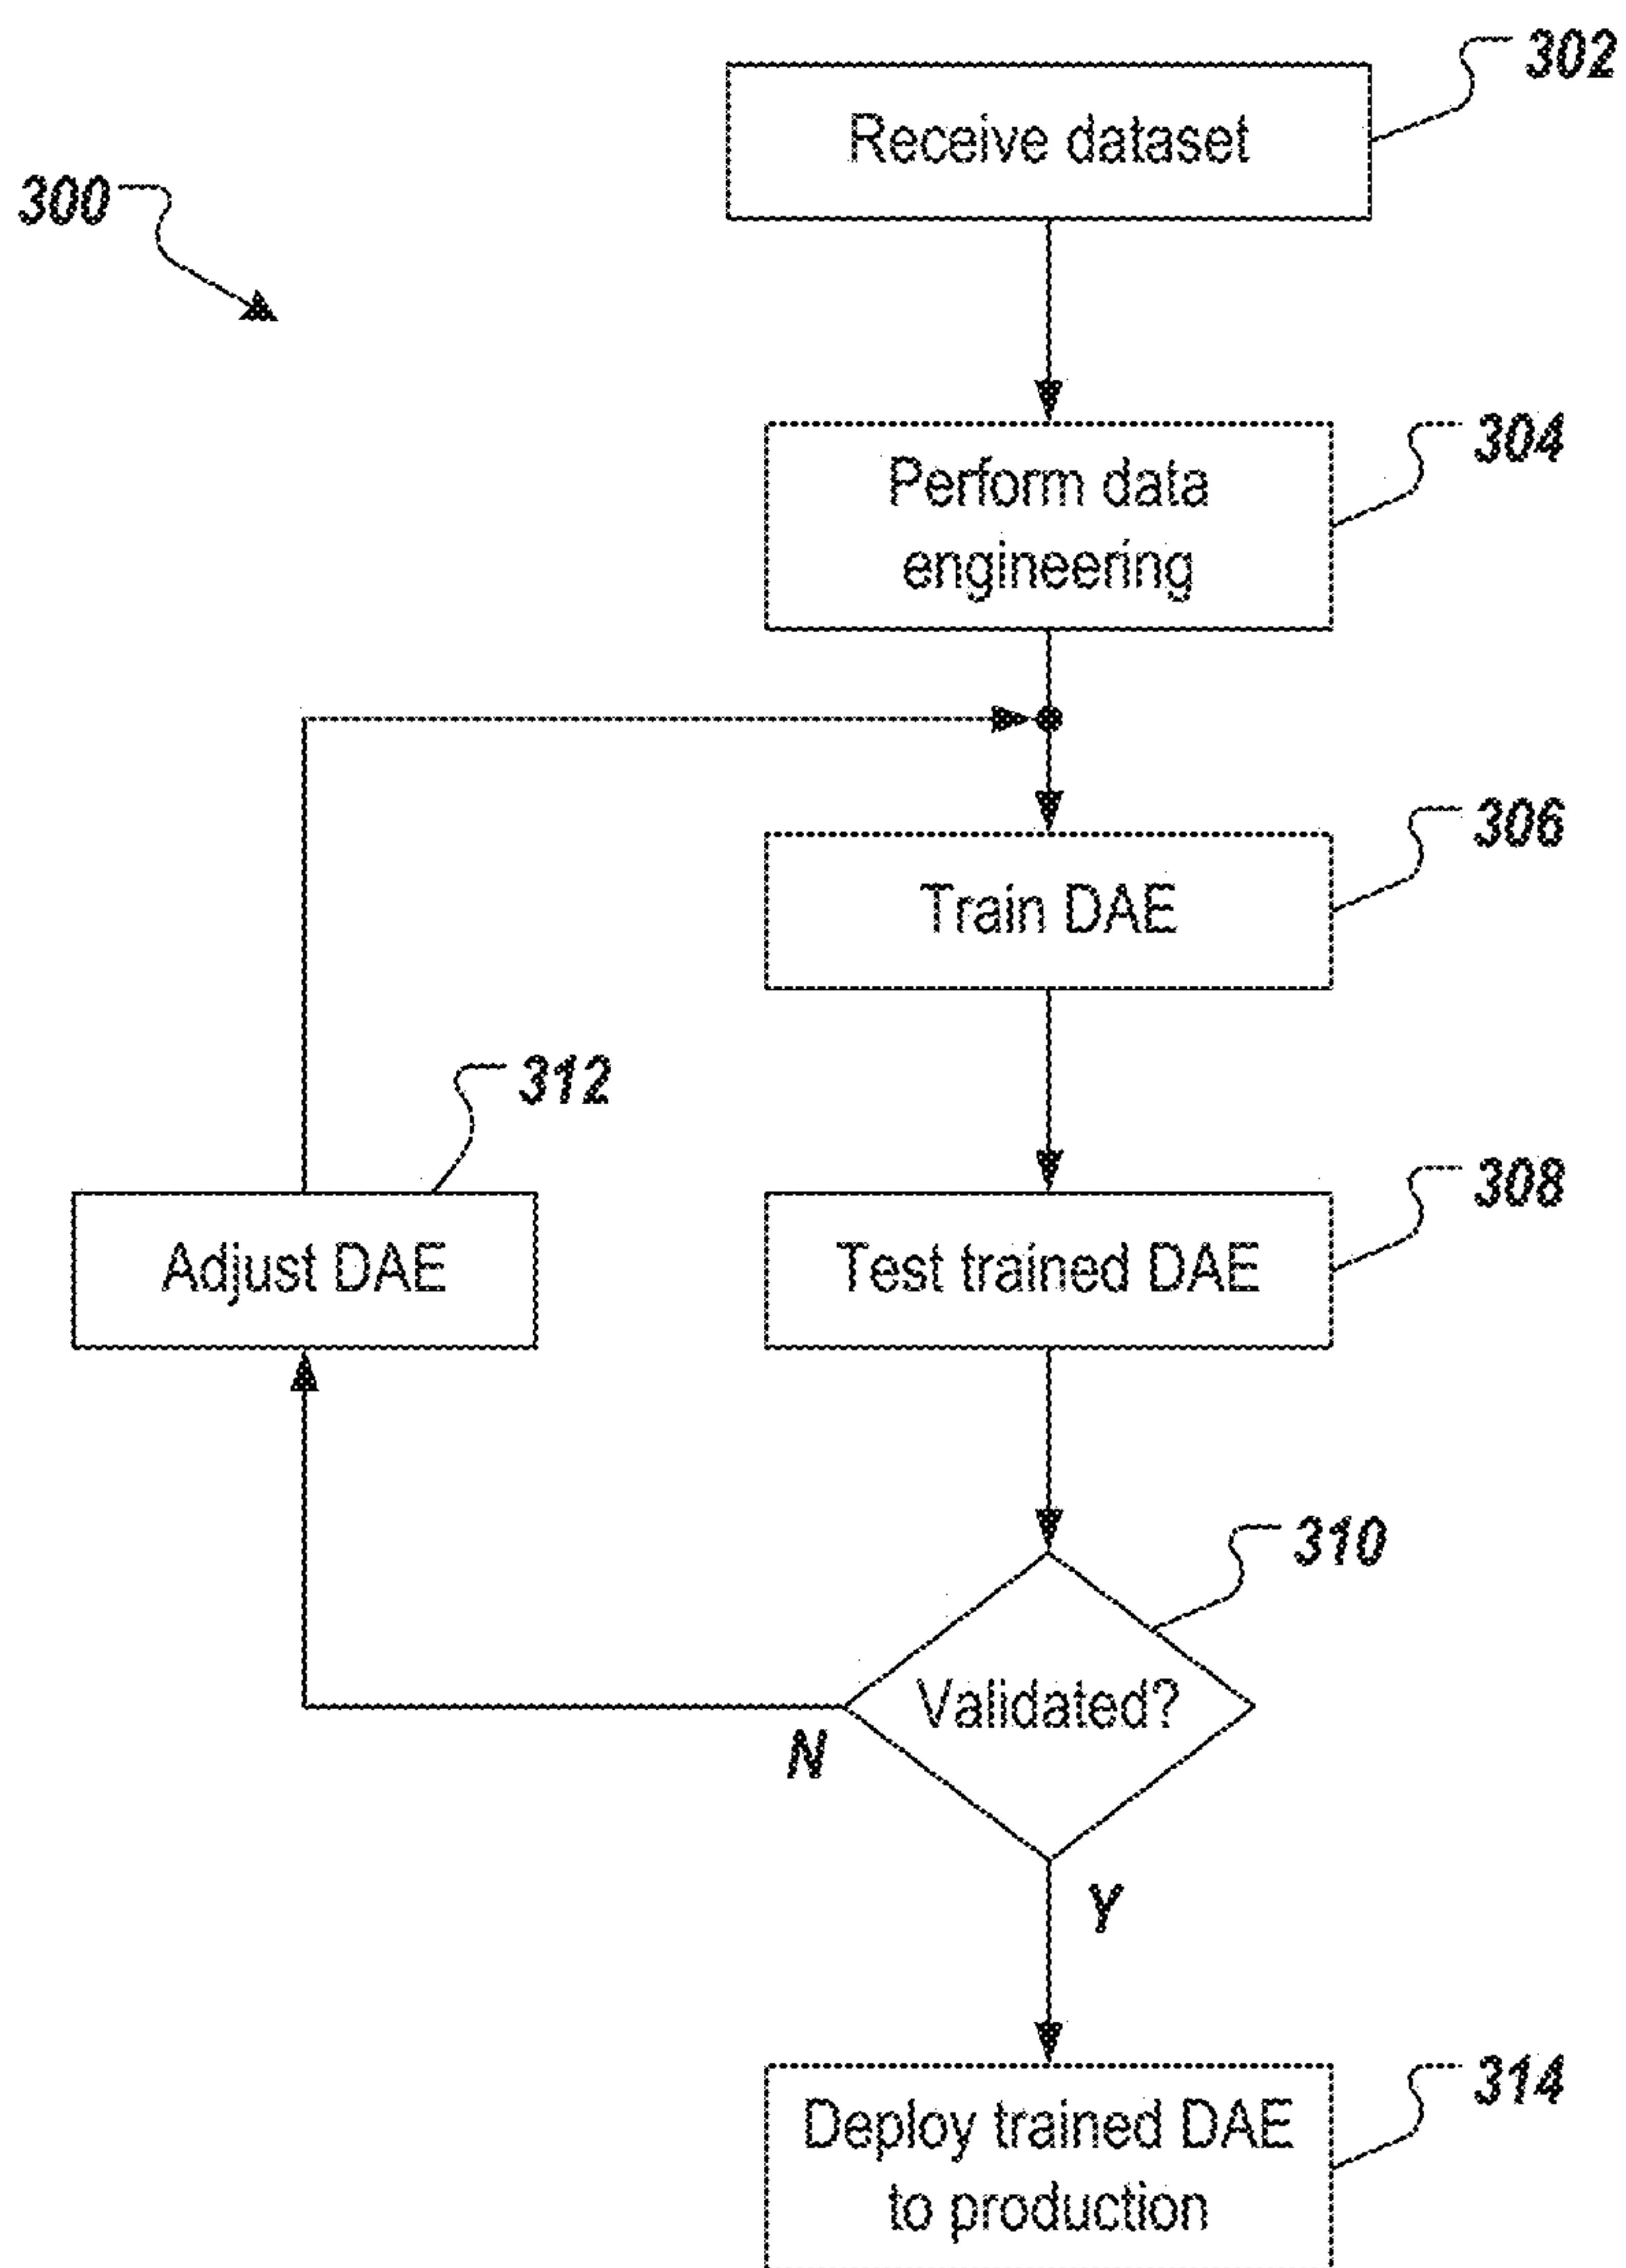 302
Receive dataset
300
304
Perform data
engineering
306
Train DAE
312
308
Adjust DAE
Test trained DAE
310
Validated?
N
Y
314
Deploy trained DAE
to production